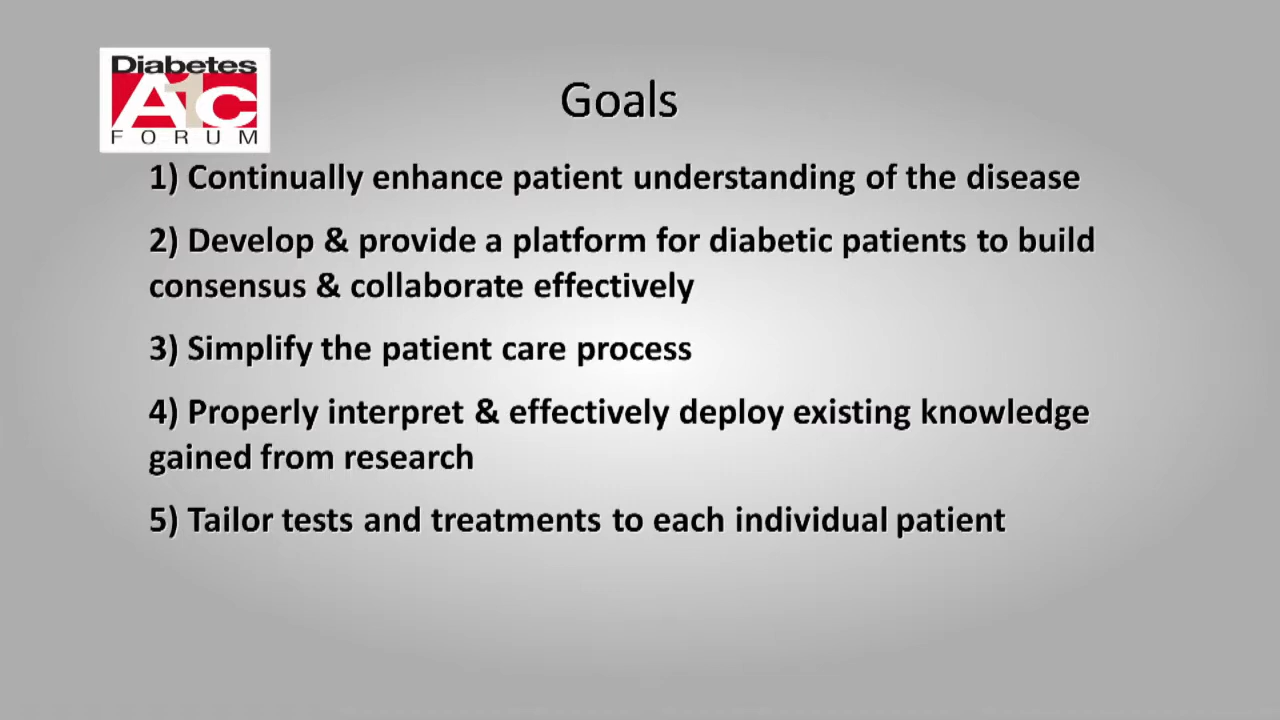 Diabetes
A1c
FORUM
Goals
1) Continually enhance patient understanding of the disease
2) Develop & provide a platform for diabetic patients to build
consensus & collaborate effectively
3) Simplify the patient care process
4) Properly interpret & effectively deploy existing knowledge
gained from research
5) Tailor tests and treatments to each individual patient